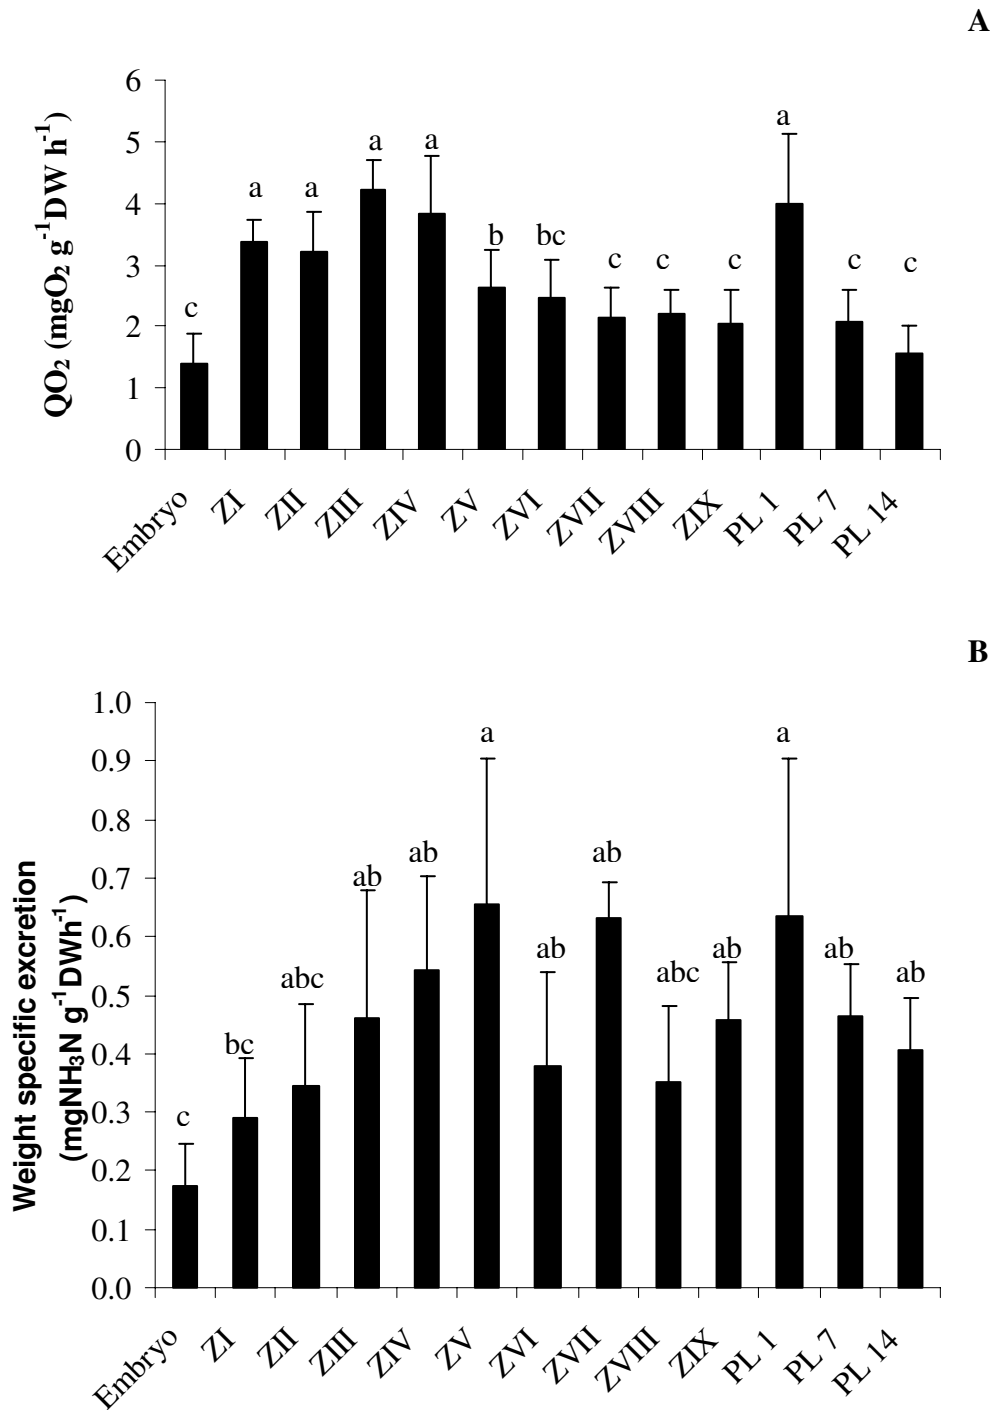 A
QO₂ (mgO₂ g⁻¹DW h⁻¹)
6
5
4
3
2
1
0
a
a
a
a
a
b
bc
c
c
c
c
c
c
Embryo
ZI
ZII
ZIII
ZIV
ZV
ZVI
ZVII
ZVIII
ZIX
PL 1
PL 7
PL 14
B
Weight specific excretion
(mgNH₃N g⁻¹DWh⁻¹)
1.0
0.9
0.8
0.7
0.6
0.5
0.4
0.3
0.2
0.1
0.0
c
bc
abc
ab
ab
a
ab
ab
abc
ab
a
ab
ab
Embryo
ZI
ZII
ZIII
ZIV
ZV
ZVI
ZVII
ZVIII
ZIX
PL 1
PL 7
PL 14